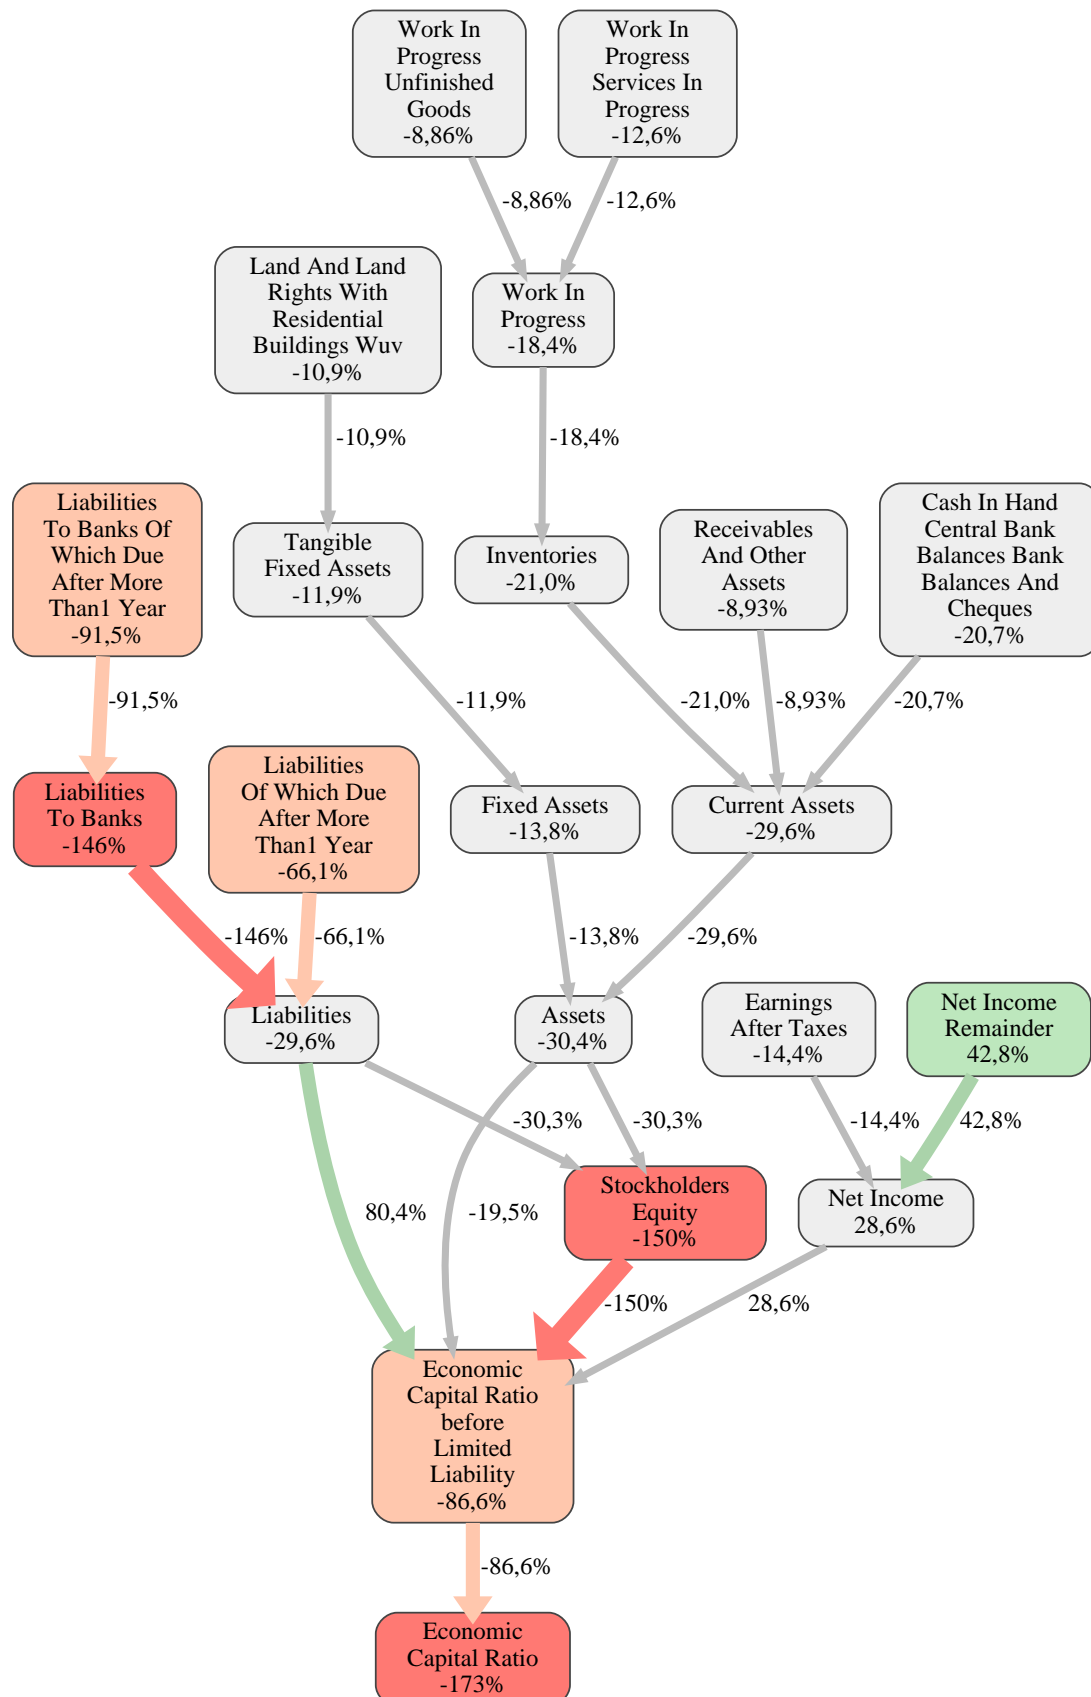 Work In
Progress
Unfinished
Goods
-8,86%
Work In
Progress
Services In
Progress
-12,6%
-8,86%
-12,6%
Land And Land
Rights With
Residential
Buildings Wuv
-10,9%
Work In
Progress
-18,4%
-10,9%
-18,4%
Liabilities
To Banks Of
Which Due
After More
Than1 Year
-91,5%
Tangible
Fixed Assets
-11,9%
Inventories
-21,0%
Receivables
And Other
Assets
-8,93%
Cash In Hand
Central Bank
Balances Bank
Balances And
Cheques
-20,7%
-91,5%
-11,9%
-21,0%
-8,93%
-20,7%
Liabilities
To Banks
-146%
Liabilities
Of Which Due
After More
Than1 Year
-66,1%
Fixed Assets
-13,8%
Current Assets
-29,6%
-146%
-66,1%
-13,8%
-29,6%
Liabilities
-29,6%
Assets
-30,4%
Earnings
After Taxes
-14,4%
Net Income
Remainder
42,8%
-30,3%
-30,3%
-14,4%
42,8%
80,4%
-19,5%
Stockholders
Equity
-150%
Net Income
28,6%
-150%
28,6%
Economic
Capital Ratio
before
Limited
Liability
-86,6%
-86,6%
Economic
Capital Ratio
-173%